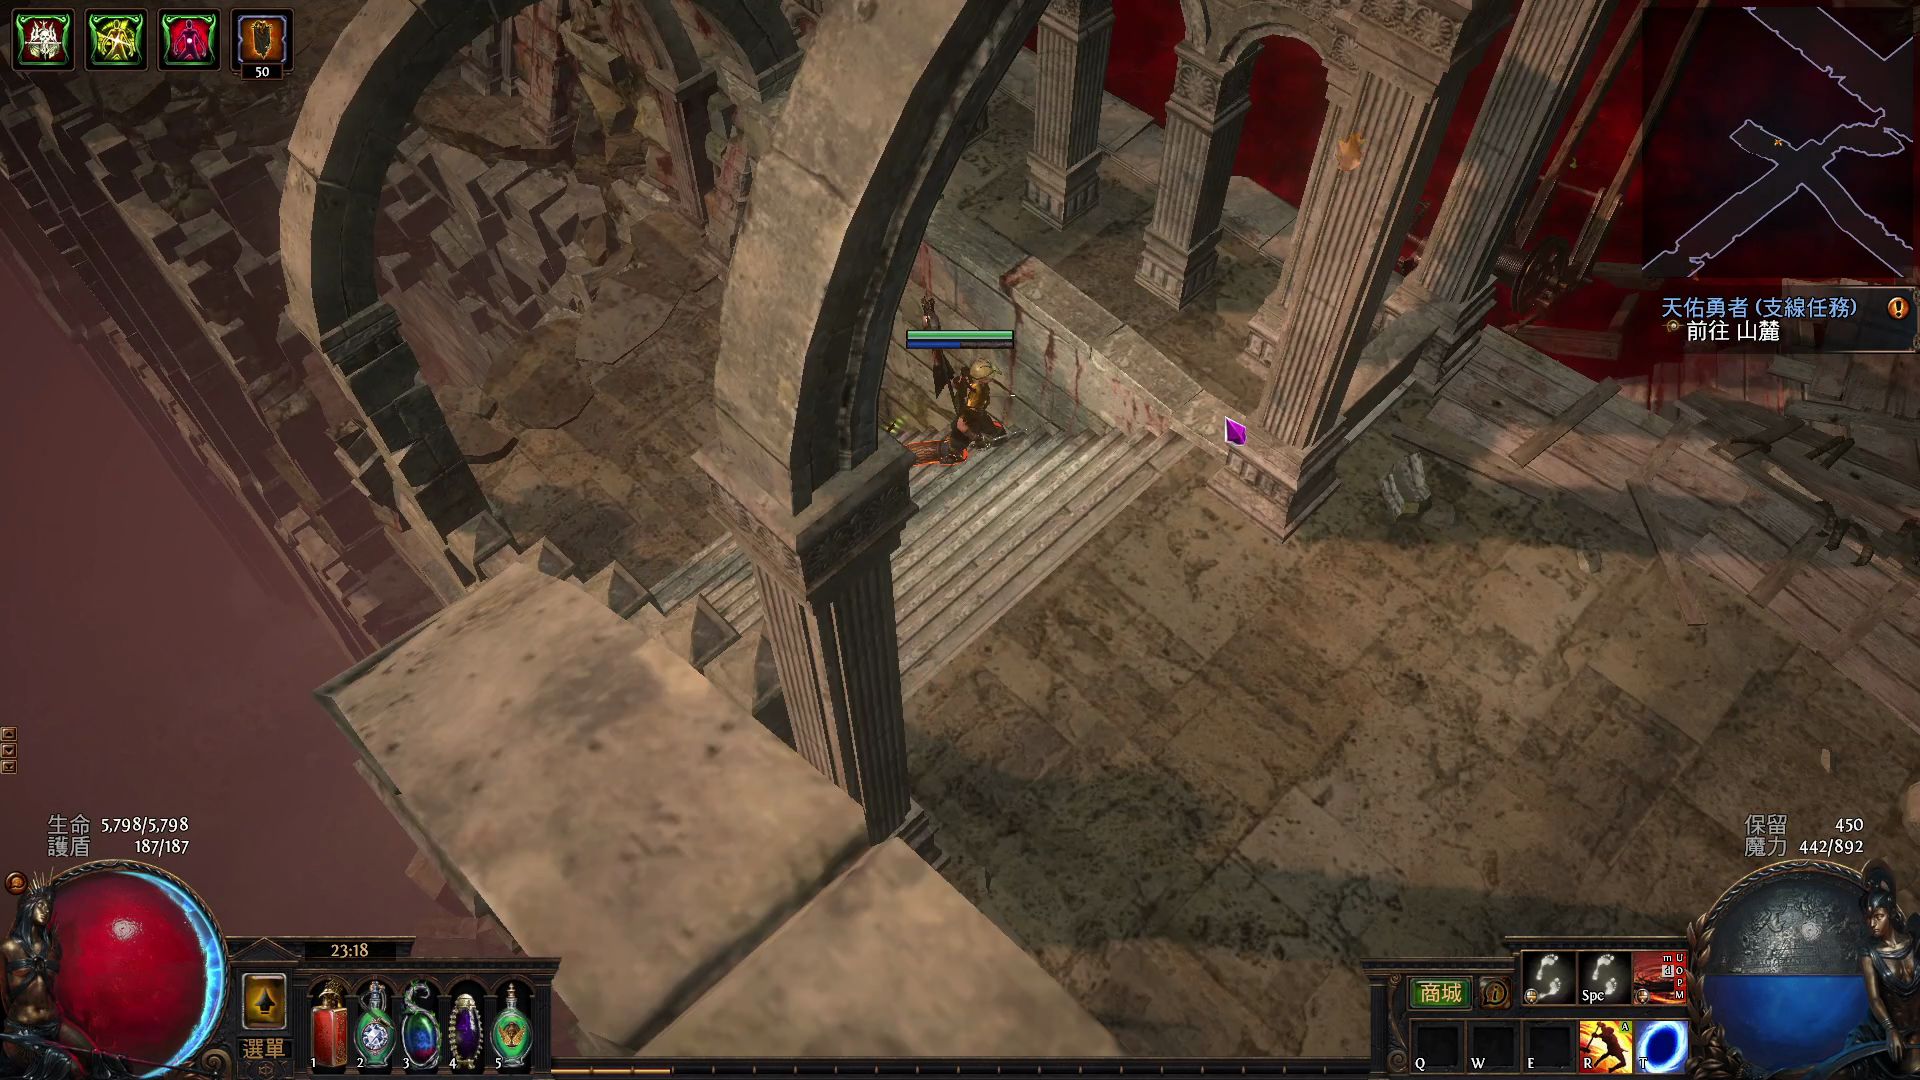 50
天佑勇者 (支線任務)
前往 山麓
生命 5,798/5,798
護盾 187/187
保留 450
魔力 442/892
23:18
選單
1 2 3 4 5
商城
Spc
m U
d O
P
M
Q W E R A T